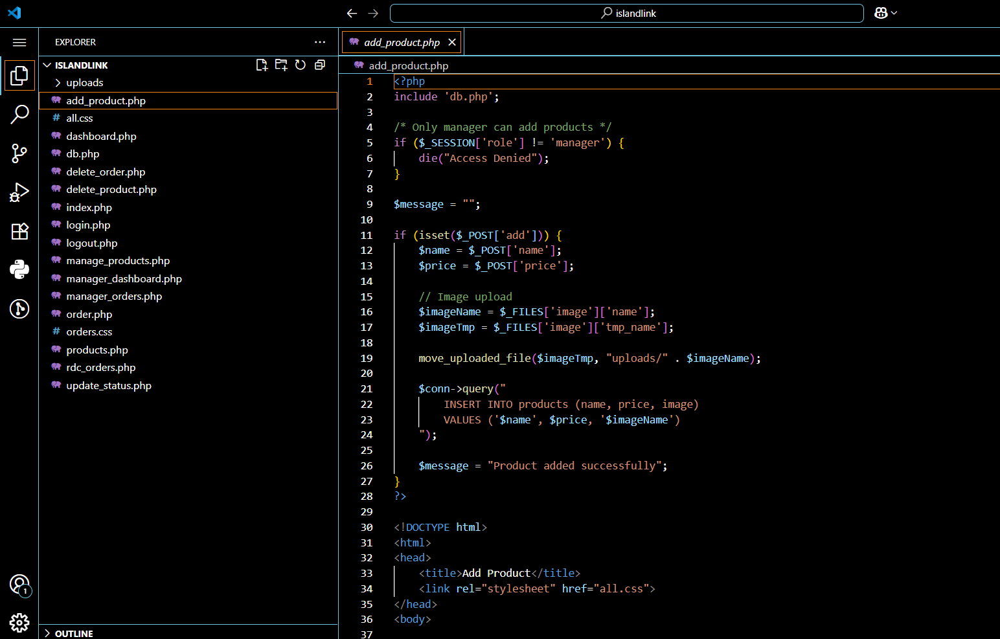 islandlink
EXPLORER
ISLANDLINK
uploads
add_product.php
all.css
dashboard.php
db.php
delete_order.php
delete_product.php
index.php
login.php
logout.php
manage_products.php
manager_dashboard.php
manager_orders.php
order.php
orders.css
products.php
rdc_orders.php
update_status.php
1
OUTLINE
add_product.php
add_product.php
1 <?php
2 include 'db.php';
3
4 /* Only manager can add products */
5 if ($_SESSION['role'] != 'manager') {
6     die("Access Denied");
7 }
8
9 $message = "";
10
11 if (isset($_POST['add'])) {
12     $name = $_POST['name'];
13     $price = $_POST['price'];
14
15     // Image upload
16     $imageName = $_FILES['image']['name'];
17     $imageTmp = $_FILES['image']['tmp_name'];
18
19     move_uploaded_file($imageTmp, "uploads/" . $imageName);
20
21     $conn->query("
22         INSERT INTO products (name, price, image)
23         VALUES ('$name', $price, '$imageName')
24     ");
25
26     $message = "Product added successfully";
27 }
28 ?>
29
30 <!DOCTYPE html>
31 <html>
32 <head>
33     <title>Add Product</title>
34     <link rel="stylesheet" href="all.css">
35 </head>
36 <body>
37